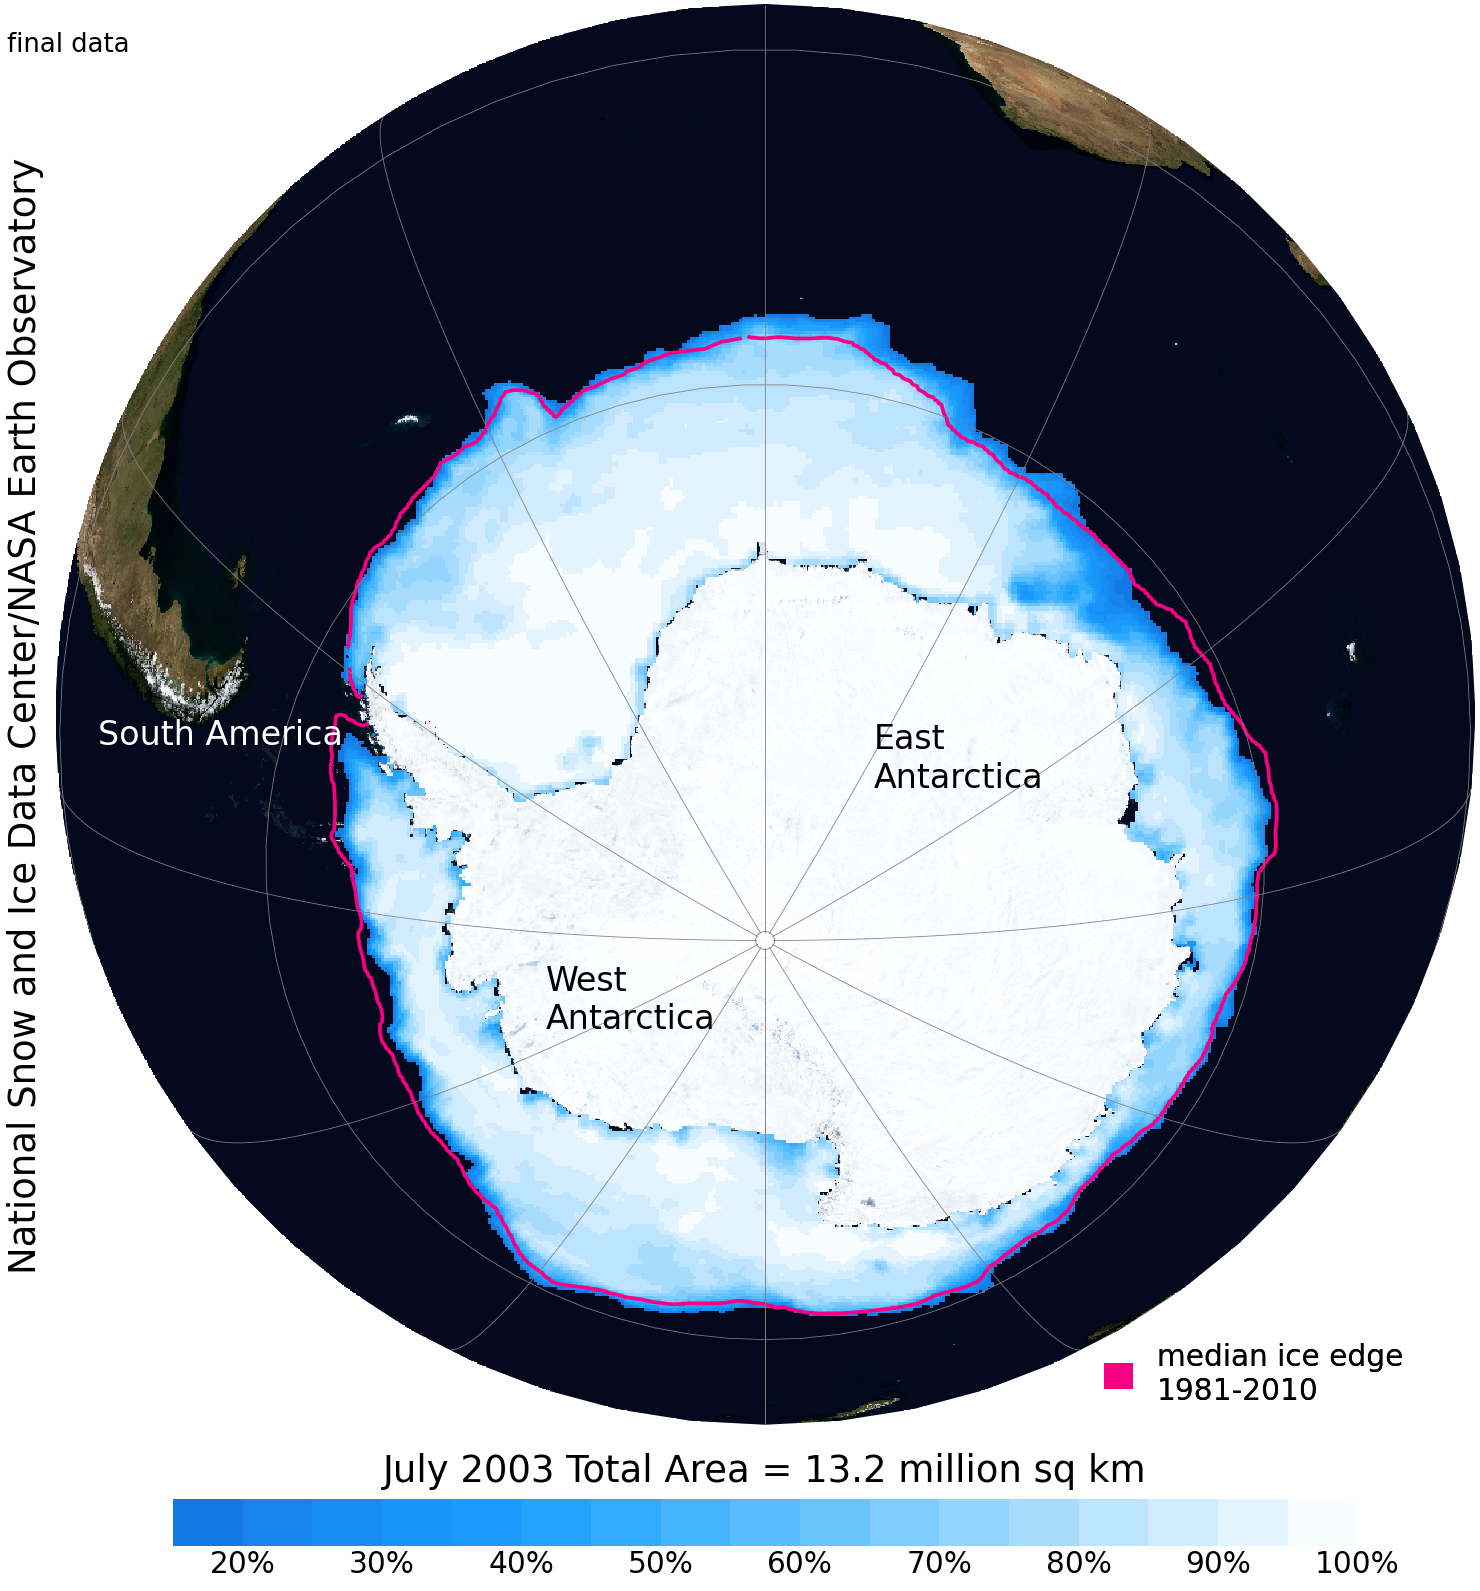 final data
National Snow and Ice Data Center/NASA Earth Observatory
South America
East
Antarctica
West
Antarctica
median ice edge
1981-2010
July 2003 Total Area = 13.2 million sq km
20% 30% 40% 50% 60% 70% 80% 90% 100%